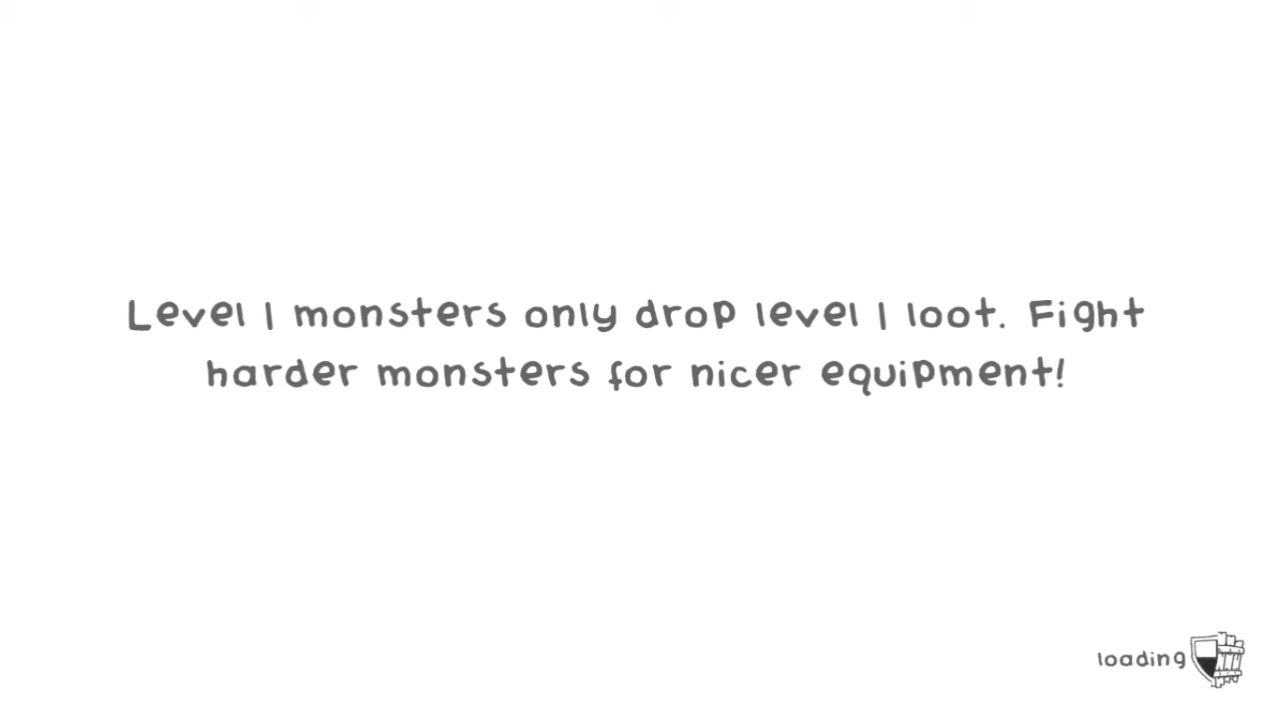 Level 1 monsters only drop level 1 loot. Fight
harder monsters for nicer equipment!
loading